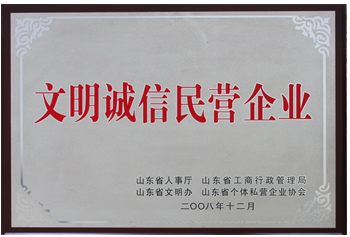 文明诚信民营企业
山东省人事厅 山东省工商行政管理局
山东省文明办 山东省个体私营企业协会
二〇〇八年十二月